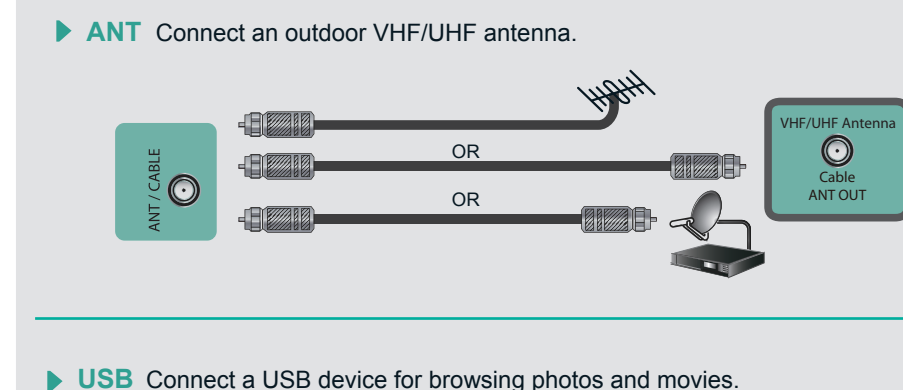 ANT Connect an outdoor VHF/UHF antenna.
ANT / CABLE
OR
OR
VHF/UHF Antenna
Cable
ANT OUT
USB Connect a USB device for browsing photos and movies.